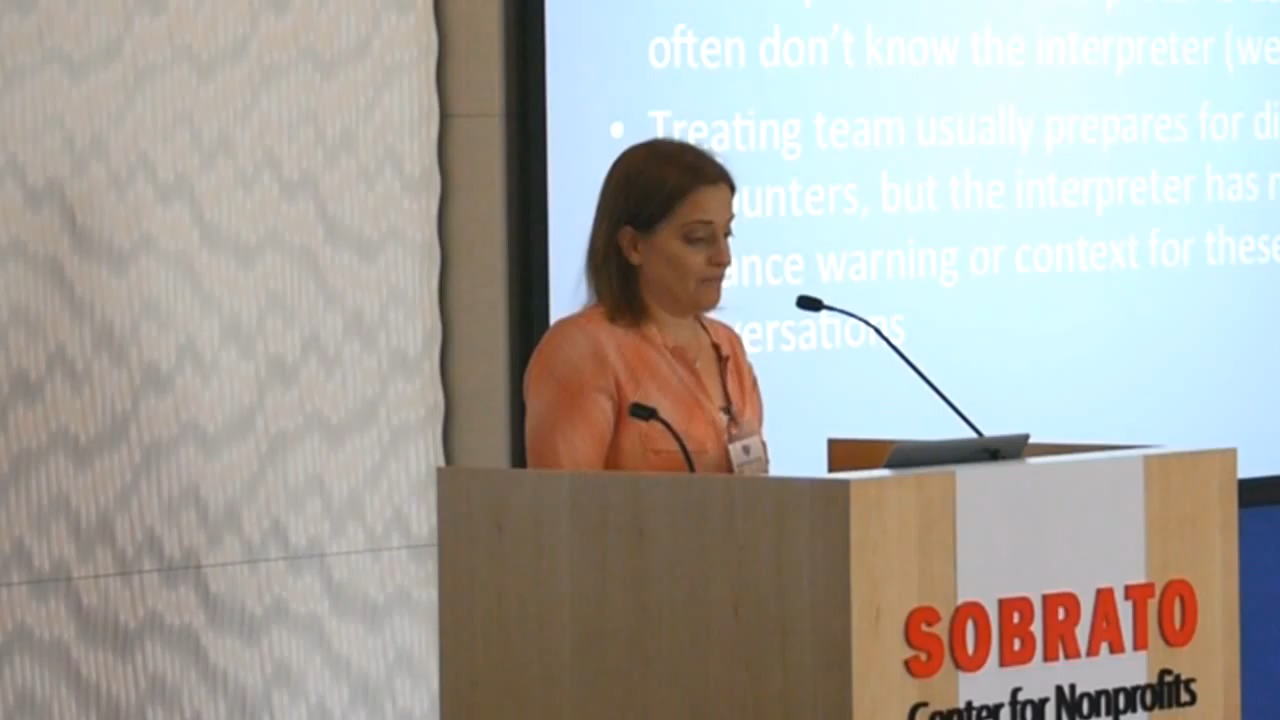 often don't know the interpreter (we
• Treating team usually prepares for di
unters, but the interpreter has
ance warning or context for these
versations
SOBRATO
Center for Nonprofits